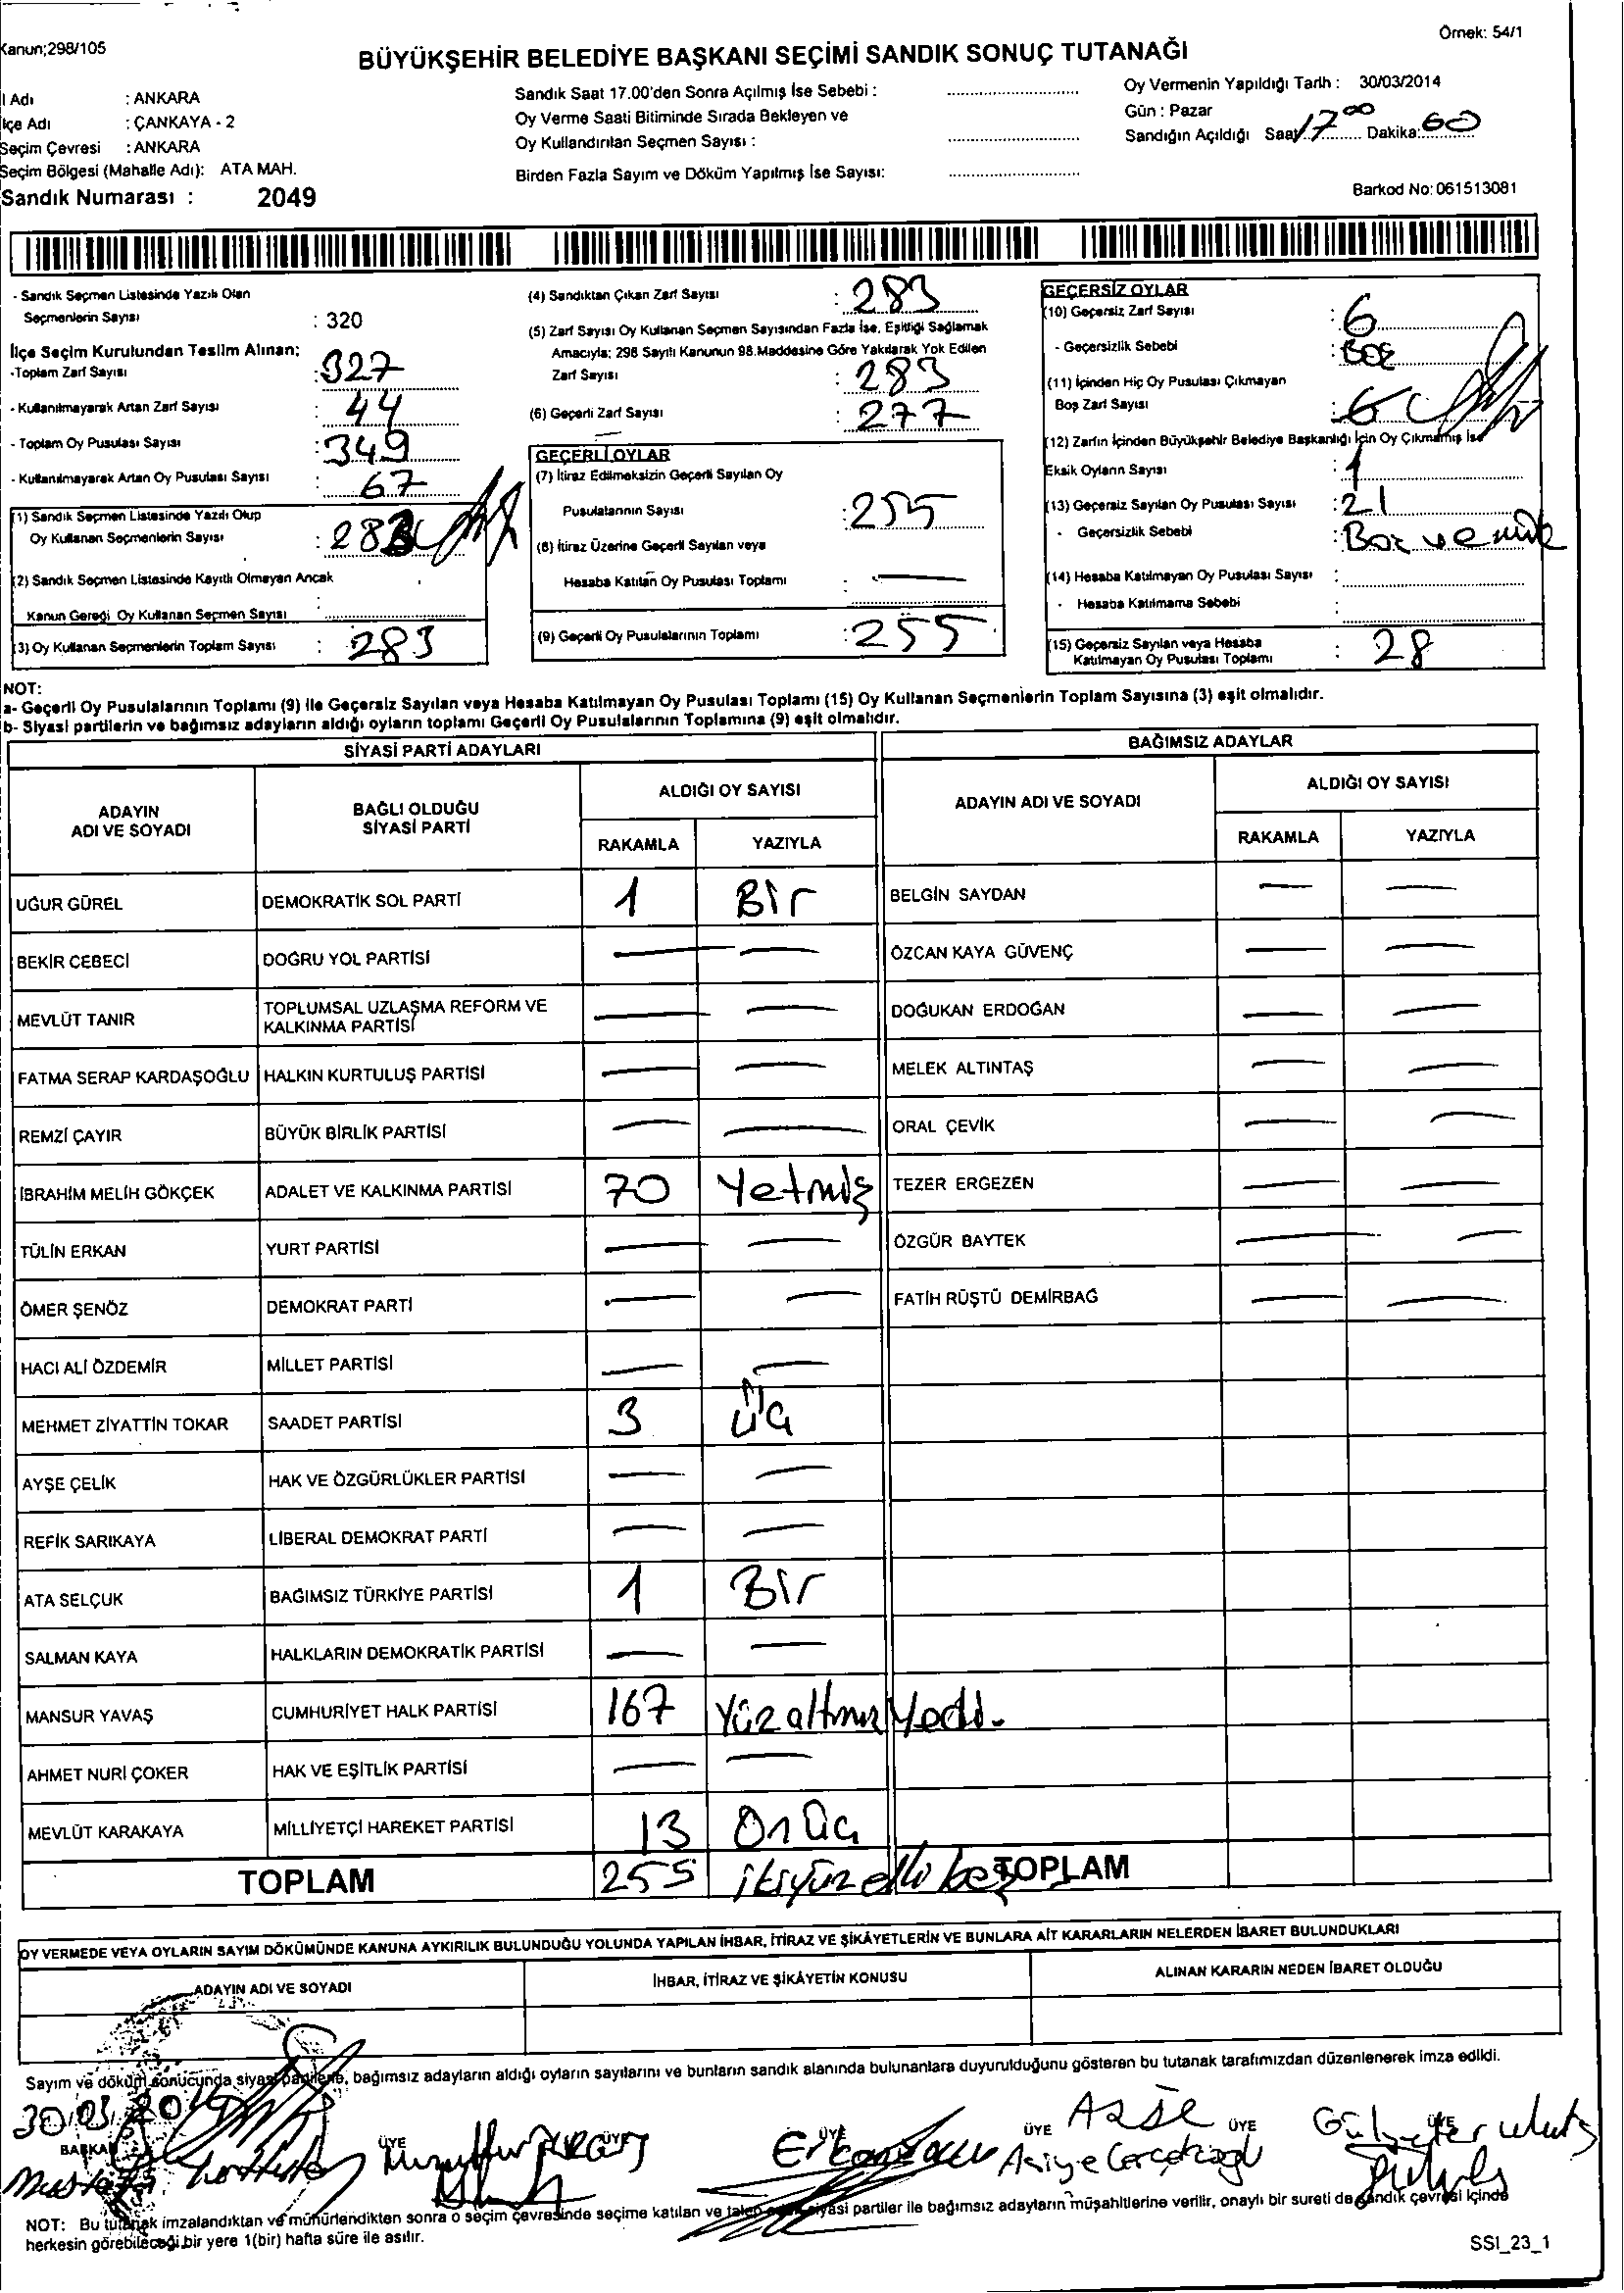 Kanun;298/105
Örnek: 54/1
BÜYÜKŞEHİR BELEDİYE BAŞKANI SEÇİMİ SANDIK SONUÇ TUTANAĞI
l Adı : ANKARA
lçe Adı : ÇANKAYA - 2
Seçim Çevresi : ANKARA
Seçim Bölgesi (Mahalle Adı): ATA MAH.
Sandık Numarası : 2049
Sandık Saat 17.00'den Sonra Açılmış İse Sebebi :
Oy Verme Saati Bitiminde Sırada Bekleyen ve
Oy Kullandırılan Seçmen Sayısı :
Birden Fazla Sayım ve Döküm Yapılmış İse Sayısı:
Oy Vermenin Yapıldığı Tarih : 30/03/2014
Gün : Pazar
Sandığın Açıldığı Saat 17 00 Dakika: 60
Barkod No: 061513081
- Sandık Seçmen Listesinde Yazılı Olan
Seçmenlerin Sayısı : 320
İlçe Seçim Kurulundan Teslim Alınan:
-Toplam Zarf Sayısı : 327
- Kullanılmayarak Artan Zarf Sayısı : 44
- Toplam Oy Pusulası Sayısı : 349
- Kullanılmayarak Artan Oy Pusulası Sayısı : 67
(1) Sandık Seçmen Listesinde Yazılı Olup
Oy Kullanan Seçmenlerin Sayısı : 283
(2) Sandık Seçmen Listesinde Kayıtlı Olmayan Ancak
Kanun Gereği Oy Kullanan Seçmen Sayısı :
(3) Oy Kullanan Seçmenlerin Toplam Sayısı : 283
(4) Sandıktan Çıkan Zarf Sayısı : 283
(5) Zarf Sayısı Oy Kullanan Seçmen Sayısından Fazla İse, Eşitliği Sağlamak
Amacıyla; 298 Sayılı Kanunun 98.Maddesine Göre Yakılarak Yok Edilen
Zarf Sayısı : 283
(6) Geçerli Zarf Sayısı : 277
GEÇERLİ OYLAR
(7) İtiraz Edilmeksizin Geçerli Sayılan Oy
Pusulalarının Sayısı : 255
(8) İtiraz Üzerine Geçerli Sayılan veya
Hesaba Katılan Oy Pusulası Toplamı : —
(9) Geçerli Oy Pusulalarının Toplamı : 255
GEÇERSİZ OYLAR
(10) Geçersiz Zarf Sayısı : 6
- Geçersizlik Sebebi : Boş
(11) İçinden Hiç Oy Pusulası Çıkmayan
Boş Zarf Sayısı : 6
(12) Zarfın İçinden Büyükşehir Belediye Başkanlığı İçin Oy Çıkmamış İse
Eksik Oyların Sayısı : 1
(13) Geçersiz Sayılan Oy Pusulası Sayısı : 21
- Geçersizlik Sebebi : Boş ve
(14) Hesaba Katılmayan Oy Pusulası Sayısı :
- Hesaba Katılmama Sebebi :
(15) Geçersiz Sayılan veya Hesaba
Katılmayan Oy Pusulası Toplamı : 28
NOT:
a- Geçerli Oy Pusulalarının Toplamı (9) ile Geçersiz Sayılan veya Hesaba Katılmayan Oy Pusulası Toplamı (15) Oy Kullanan Seçmenlerin Toplam Sayısına (3) eşit olmalıdır.
b- Siyasi partilerin ve bağımsız adayların aldığı oyların toplamı Geçerli Oy Pusulalarının Toplamına (9) eşit olmalıdır.
SİYASİ PARTİ ADAYLARI
BAĞIMSIZ ADAYLAR
ADAYIN
ADI VE SOYADI
BAĞLI OLDUĞU
SİYASİ PARTİ
ALDIĞI OY SAYISI
RAKAMLA YAZIYLA
ADAYIN ADI VE SOYADI
ALDIĞI OY SAYISI
RAKAMLA YAZIYLA
UĞUR GÜREL DEMOKRATİK SOL PARTİ 1 Bir BELGİN SAYDAN — —
BEKİR CEBECİ DOĞRU YOL PARTİSİ — — ÖZCAN KAYA GÜVENÇ — —
MEVLÜT TANIR TOPLUMSAL UZLAŞMA REFORM VE
KALKINMA PARTİSİ — — DOĞUKAN ERDOĞAN — —
FATMA SERAP KARDAŞOĞLU HALKIN KURTULUŞ PARTİSİ — — MELEK ALTINTAŞ — —
REMZİ ÇAYIR BÜYÜK BİRLİK PARTİSİ — — ORAL ÇEVİK — —
İBRAHİM MELİH GÖKÇEK ADALET VE KALKINMA PARTİSİ 70 Yetmiş TEZER ERGEZEN — —
TÜLİN ERKAN YURT PARTİSİ — — ÖZGÜR BAYTEK — —
ÖMER ŞENÖZ DEMOKRAT PARTİ — — FATİH RÜŞTÜ DEMİRBAĞ — —
HACI ALİ ÖZDEMİR MİLLET PARTİSİ — —
MEHMET ZİYATTİN TOKAR SAADET PARTİSİ 3 Üç
AYŞE ÇELİK HAK VE ÖZGÜRLÜKLER PARTİSİ — —
REFİK SARIKAYA LİBERAL DEMOKRAT PARTİ — —
ATA SELÇUK BAĞIMSIZ TÜRKİYE PARTİSİ 1 Bir
SALMAN KAYA HALKLARIN DEMOKRATİK PARTİSİ — —
MANSUR YAVAŞ CUMHURİYET HALK PARTİSİ 167 Yüz altmış Yedi.
AHMET NURİ ÇOKER HAK VE EŞİTLİK PARTİSİ — —
MEVLÜT KARAKAYA MİLLİYETÇİ HAREKET PARTİSİ 13 Onüç
TOPLAM 255 ikiyüz elli beş TOPLAM
OY VERMEDE VEYA OYLARIN SAYIM DÖKÜMÜNDE KANUNA AYKIRILIK BULUNDUĞU YOLUNDA YAPILAN İHBAR, İTİRAZ VE ŞİKÂYETLERİN VE BUNLARA AİT KARARLARIN NELERDEN İBARET BULUNDUKLARI
ADAYIN ADI VE SOYADI İHBAR, İTİRAZ VE ŞİKÂYETİN KONUSU ALINAN KARARIN NEDEN İBARET OLDUĞU
Sayım ve döküm sonucunda siyasi partilerin, bağımsız adayların aldığı oyların sayılarını ve bunların sandık alanında bulunanlara duyurulduğunu gösteren bu tutanak tarafımızdan düzenlenerek imza edildi.
30.03.2014
BAŞKAN ÜYE ÜYE ÜYE ÜYE ÜYE ÜYE
Mustafa
Asiye
NOT: Bu tutanak imzalandıktan ve mühürlendikten sonra o seçim çevresinde seçime katılan ve talep eden siyasi partiler ile bağımsız adayların müşahitlerine verilir, onaylı bir sureti de sandık çevresi içinde
herkesin görebileceği bir yere 1(bir) hafta süre ile asılır.
SSI_23_1